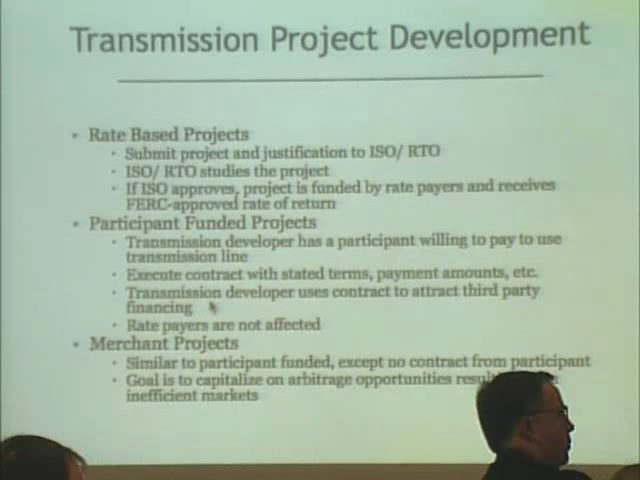 Transmission Project Development
• Rate Based Projects
• Submit project and justification to ISO/ RTO
• ISO/ RTO studies the project
• If ISO approves, project is funded by rate payers and receives
FERC-approved rate of return
• Participant Funded Projects
• Transmission developer has a participant willing to pay to use
transmission line
• Execute contract with stated terms, payment amounts, etc.
• Transmission developer uses contract to attract third party
financing
• Rate payers are not affected
• Merchant Projects
• Similar to participant funded, except no contract from participant
• Goal is to capitalize on arbitrage opportunities
inefficient markets